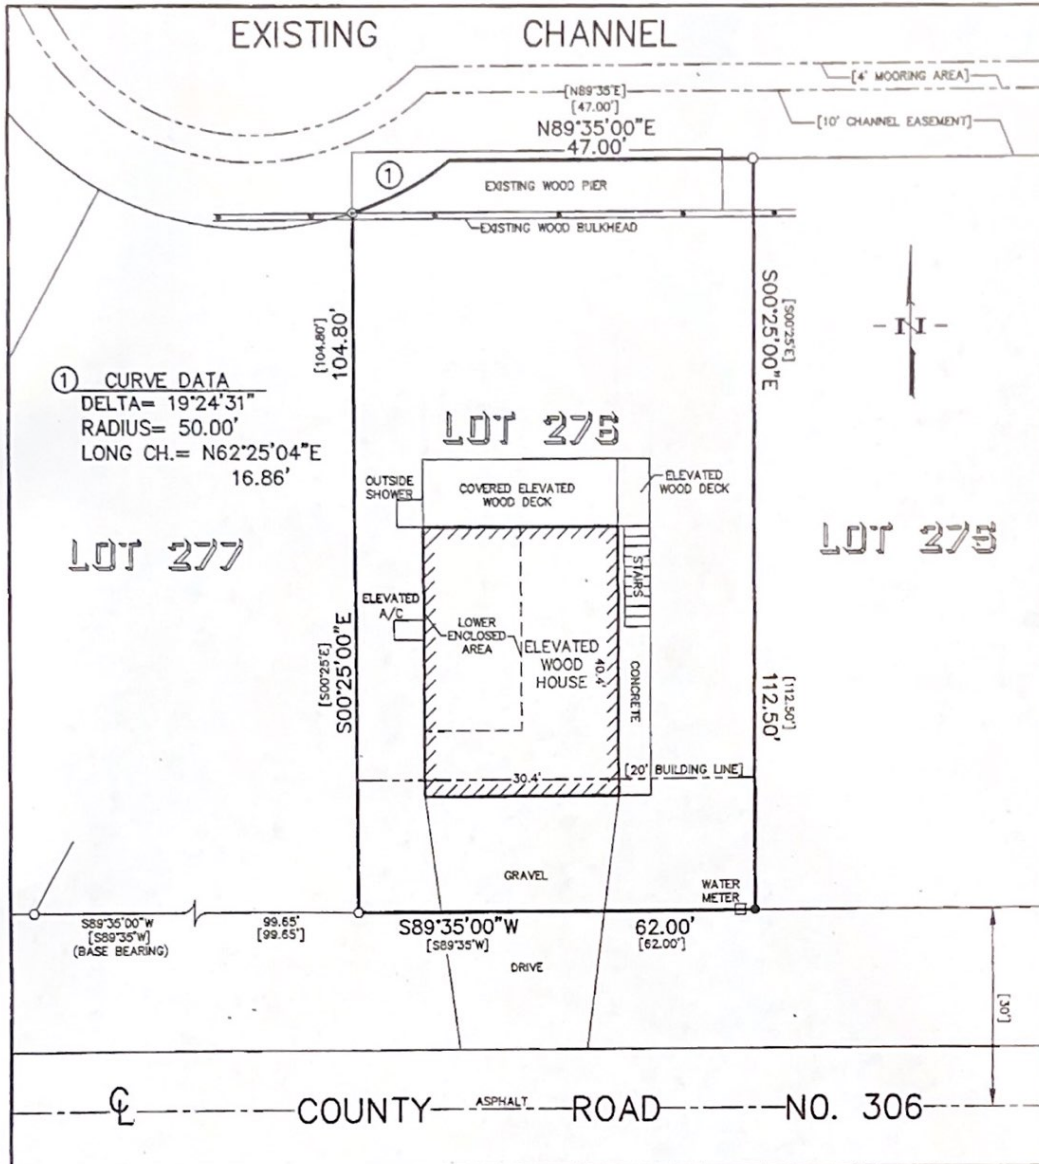 EXISTING CHANNEL
[4' MOORING AREA]
[N89°35'E]
[47.00']
[10' CHANNEL EASEMENT]
N89°35'00"E
47.00'
①
EXISTING WOOD PIER
EXISTING WOOD BULKHEAD
[104.80']
104.80'
[S00°25'E]
S00°25'00"E
N
① CURVE DATA
DELTA= 19°24'31"
RADIUS= 50.00'
LONG CH.= N62°25'04"E
16.86'
LOT 276
OUTSIDE
SHOWER
COVERED ELEVATED
WOOD DECK
ELEVATED
WOOD DECK
LOT 277
LOT 275
STAIRS
ELEVATED
A/C
LOWER
ENCLOSED
AREA
ELEVATED
WOOD
HOUSE
40.4'
CONCRETE
[S00°25'E]
S00°25'00"E
[112.50']
112.50'
30.4'
[20' BUILDING LINE]
GRAVEL
WATER
METER
S89°35'00"W
[S89°35'W]
(BASE BEARING)
99.65'
[99.65']
S89°35'00"W
[S89°35'W]
62.00'
[62.00']
DRIVE
[30']
CL
COUNTY ASPHALT ROAD NO. 306